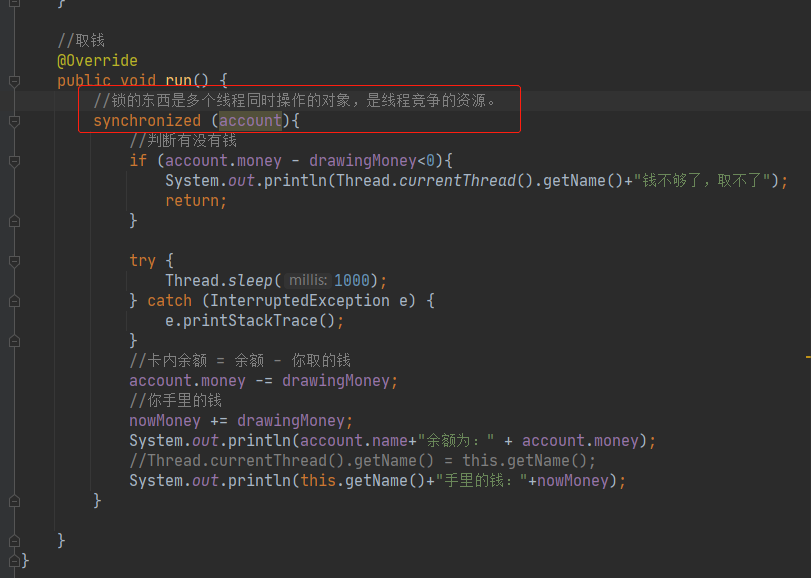 }
//取钱
@Override
public void run() {
//锁的东西是多个线程同时操作的对象，是线程竞争的资源。
synchronized (account){
//判断有没有钱
if (account.money - drawingMoney<0){
System.out.println(Thread.currentThread().getName()+"钱不够了，取不了");
return;
}
try {
Thread.sleep( millis: 1000);
} catch (InterruptedException e) {
e.printStackTrace();
}
//卡内余额 = 余额 - 你取的钱
account.money -= drawingMoney;
//你手里的钱
nowMoney += drawingMoney;
System.out.println(account.name+"余额为：" + account.money);
//Thread.currentThread().getName() = this.getName();
System.out.println(this.getName()+"手里的钱："+nowMoney);
}
}
}